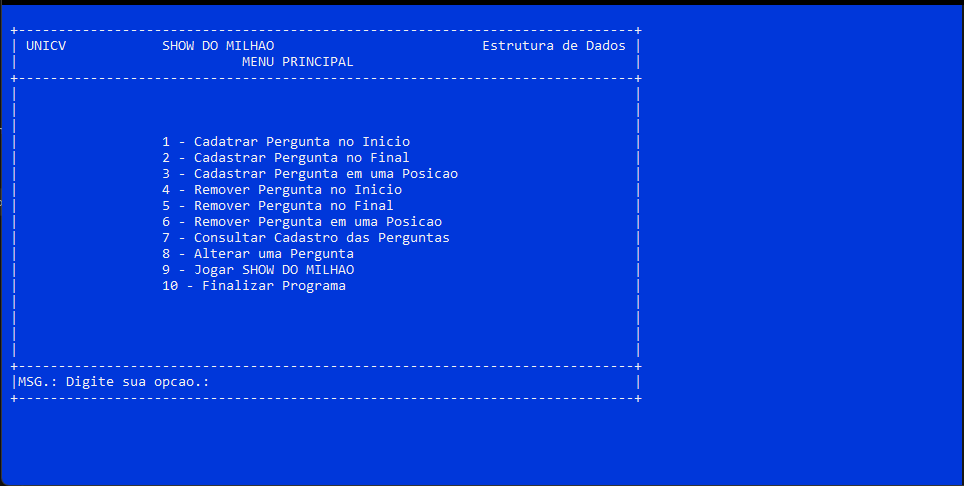 UNICV SHOW DO MILHAO Estrutura de Dados
MENU PRINCIPAL
1 - Cadatrar Pergunta no Inicio
2 - Cadastrar Pergunta no Final
3 - Cadastrar Pergunta em uma Posicao
4 - Remover Pergunta no Inicio
5 - Remover Pergunta no Final
6 - Remover Pergunta em uma Posicao
7 - Consultar Cadastro das Perguntas
8 - Alterar uma Pergunta
9 - Jogar SHOW DO MILHAO
10 - Finalizar Programa
MSG.: Digite sua opcao.: